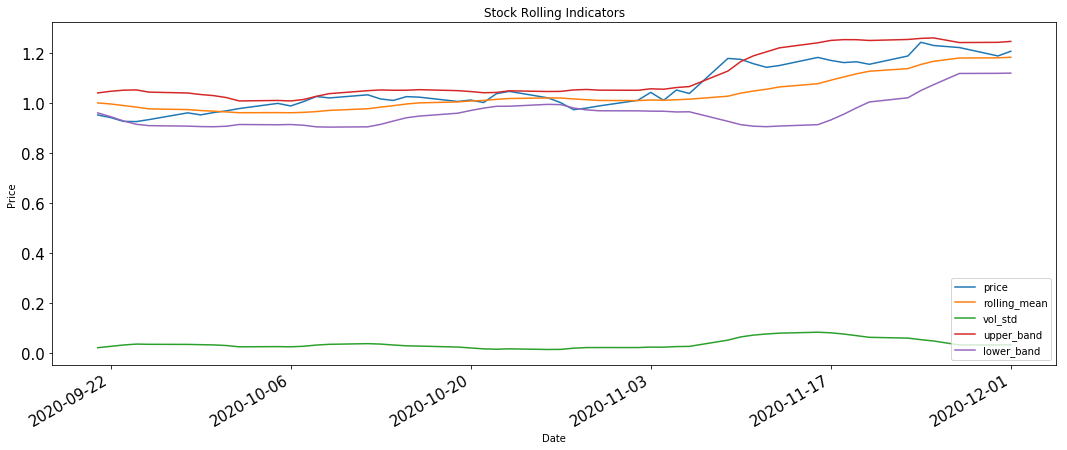 Stock Rolling Indicators
1.2
1.0
0.8
0.6
0.4
0.2
0.0
Price
price
rolling_mean
vol_std
upper_band
lower_band
2020-09-22
2020-10-06
2020-10-20
2020-11-03
2020-11-17
2020-12-01
Date